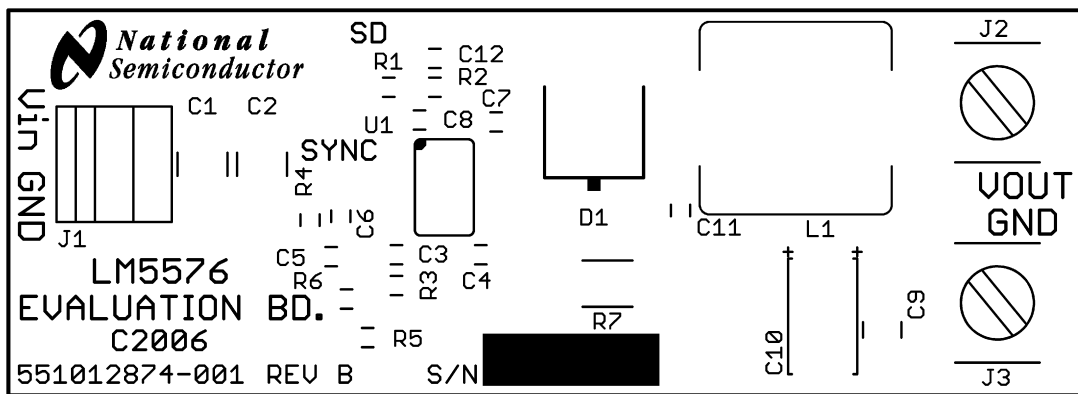 National
Semiconductor
SD
R1
C12
R2
C7
C8
U1
C1
C2
Vin GND
J1
SYNC
R4
C6
C5
R6
C3
R3
C4
R5
D1
R7
C11
L1
C10
C9
J2
VOUT
GND
J3
LM5576
EVALUATION BD.
C2006
551012874-001 REV B
S/N